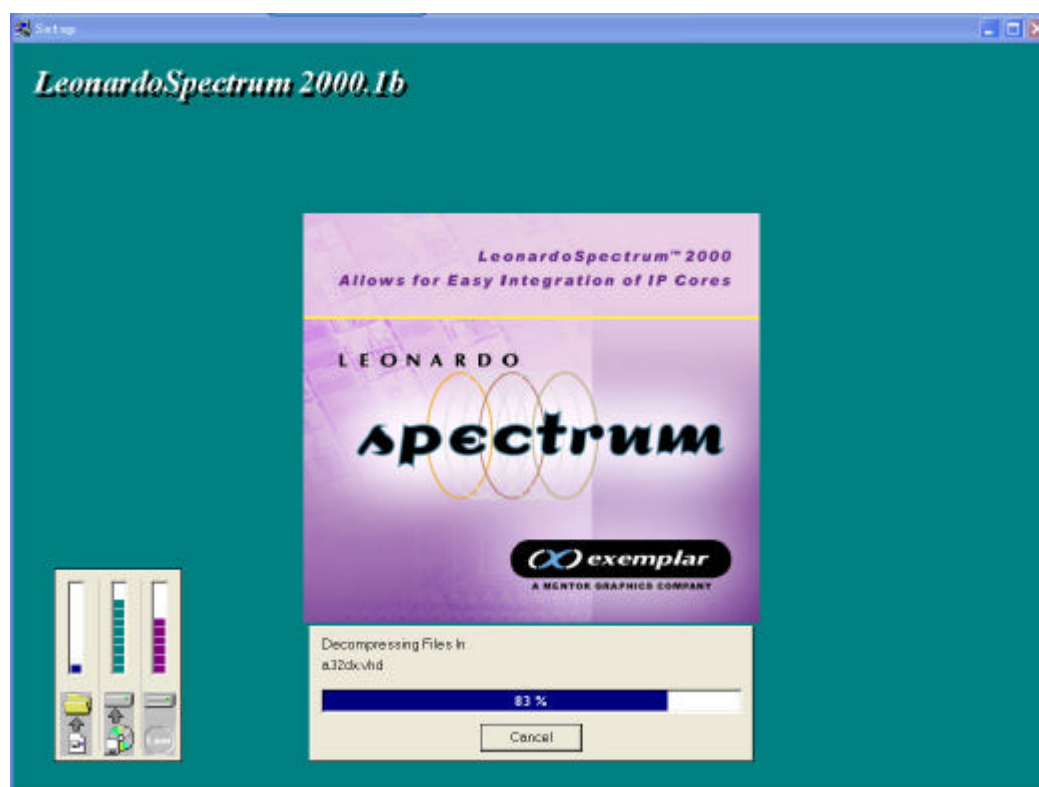 Setup
LeonardoSpectrum 2000.1b
LeonardoSpectrum™ 2000
Allows for Easy Integration of IP Cores
LEONARDO
spectrum
exemplar
A MENTOR GRAPHICS COMPANY
Decompressing Files In
a32dx.vhd
83 %
Cancel